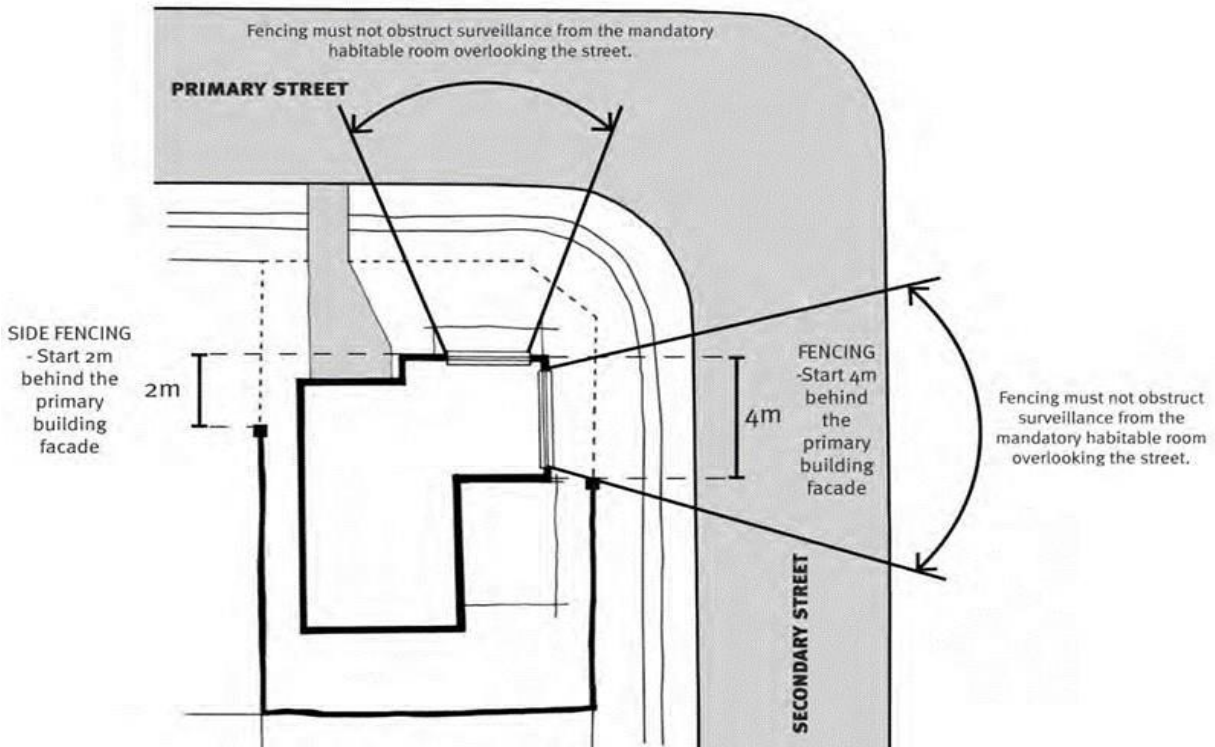 Fencing must not obstruct surveillance from the mandatory
habitable room overlooking the street.
PRIMARY STREET
SIDE FENCING
- Start 2m
behind the
primary
building
facade
2m
4m
FENCING
-Start 4m
behind
the
primary
building
facade
Fencing must not obstruct
surveillance from the
mandatory habitable room
overlooking the street.
SECONDARY STREET